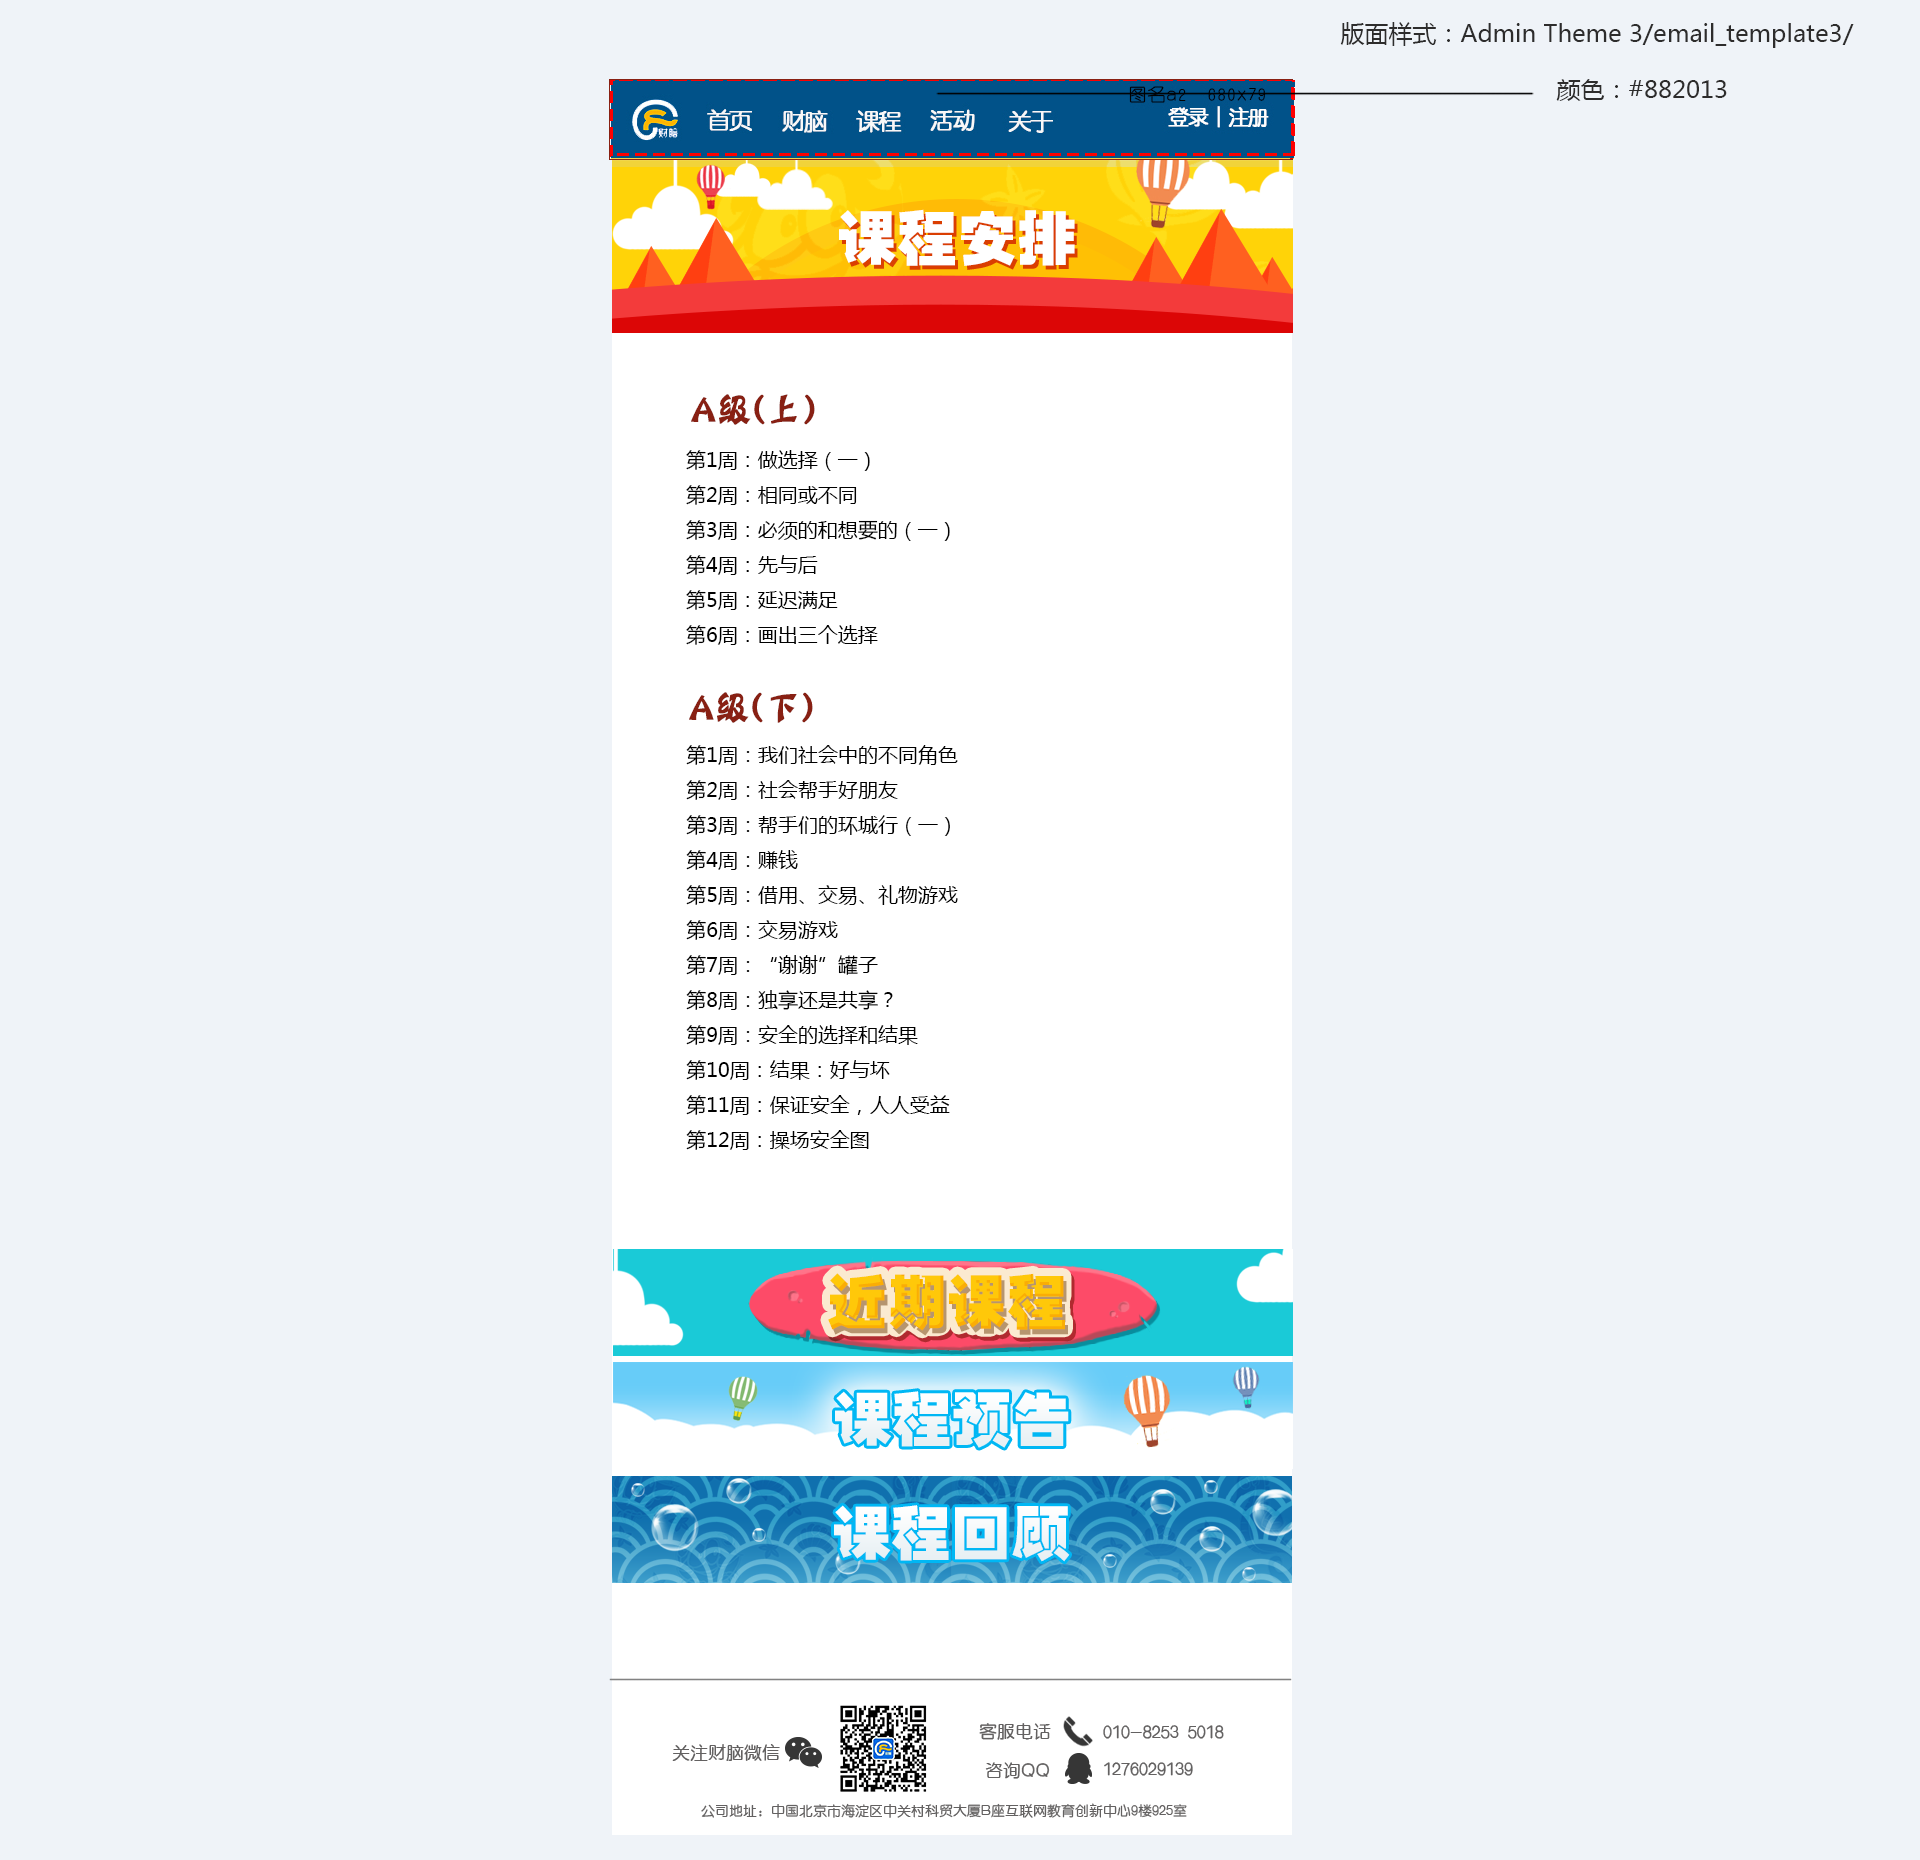 版面样式：Admin Theme 3/email_template3/
颜色：#882013
图名a2 680x79
财脑
首页 财脑 课程 活动 关于
登录 | 注册
课程安排
A级(上)
第1周：做选择（一）
第2周：相同或不同
第3周：必须的和想要的（一）
第4周：先与后
第5周：延迟满足
第6周：画出三个选择
A级(下)
第1周：我们社会中的不同角色
第2周：社会帮手好朋友
第3周：帮手们的环城行（一）
第4周：赚钱
第5周：借用、交易、礼物游戏
第6周：交易游戏
第7周：“谢谢”罐子
第8周：独享还是共享？
第9周：安全的选择和结果
第10周：结果：好与坏
第11周：保证安全，人人受益
第12周：操场安全图
近期课程
课程预告
课程回顾
关注财脑微信
客服电话 010-8253 5018
咨询QQ 1276029139
公司地址：中国北京市海淀区中关村科贸大厦B座互联网教育创新中心9楼925室